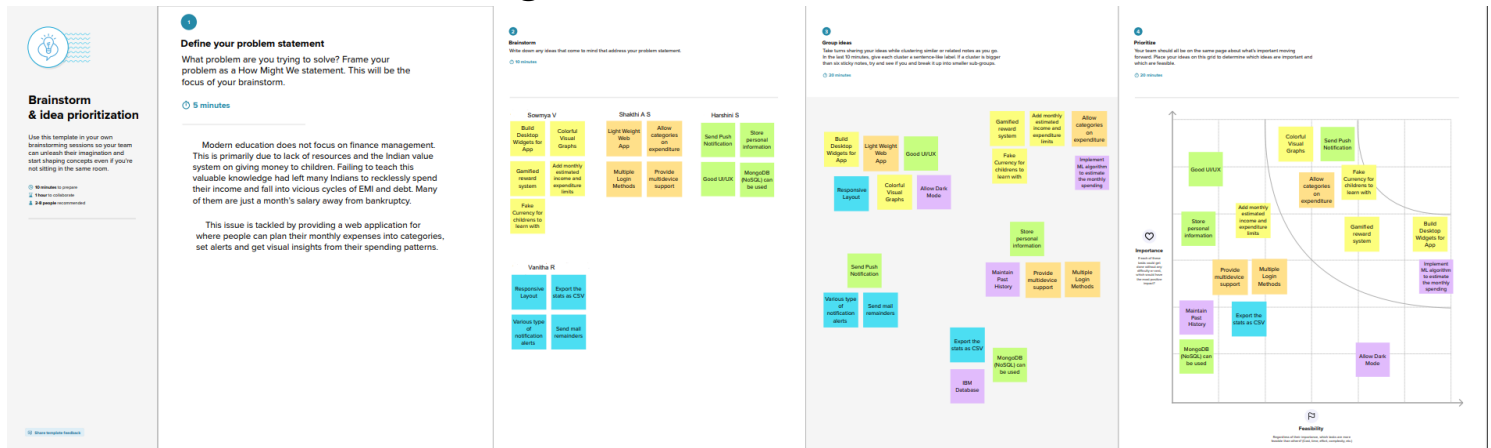 Brainstorm
& idea prioritization
Use this template in your own
brainstorming sessions so your team
can unleash their imagination and
start shaping concepts even if you're
not sitting in the same room.
10 minutes to prepare
1 hour to collaborate
2-8 people recommended
Share template feedback
1
Define your problem statement
What problem are you trying to solve? Frame your
problem as a How Might We statement. This will be the
focus of your brainstorm.
5 minutes
Modern education does not focus on finance management.
This is primarily due to lack of resources and the Indian value
system on giving money to children. Failing to teach this
valuable knowledge had left many Indians to recklessly spend
their income and fall into vicious cycles of EMI and debt. Many
of them are just a month's salary away from bankruptcy.
This issue is tackled by providing a web application for
where people can plan their monthly expenses into categories,
set alerts and get visual insights from their spending patterns.
2
Brainstorm
Write down any ideas that come to mind that address your problem statement.
10 minutes
Sowmya V
Build
Desktop
Widgets for
App
Colorful
Visual
Graphs
Gamified
reward
system
Add monthly
estimated
income and
expenditure
limits
Fake
Currency for
childrens to
learn with
Shakthi A S
Light Weight
Web
App
Allow
categories
on
expenditure
Multiple
Login
Methods
Provide
multidevice
support
Harshini S
Send Push
Notification
Store
personal
information
Good UI/UX
MongoDB
(NoSQL) can
be used
Vanitha R
Responsive
Layout
Export the
stats as CSV
Various type
of
notification
alerts
Send mail
remainders
3
Group ideas
Take turns sharing your ideas while clustering similar or related notes as you go.
In the last 10 minutes, give each cluster a sentence-like label. If a cluster is bigger
than six sticky notes, try and see if you and break it up into smaller sub-groups.
20 minutes
Build
Desktop
Widgets for
App
Light Weight
Web
App
Good UI/UX
Responsive
Layout
Colorful
Visual
Graphs
Allow Dark
Mode
Gamified
reward
system
Add monthly
estimated
income and
expenditure
limits
Allow
categories
on
expenditure
Fake
Currency for
childrens to
learn with
Implement
ML algorithm
to estimate
the monthly
spending
Store
personal
information
Maintain
Past
History
Provide
multidevice
support
Multiple
Login
Methods
Send Push
Notification
Various type
of
notification
alerts
Send mail
remainders
Export the
stats as CSV
MongoDB
(NoSQL) can
be used
IBM
Database
4
Prioritize
Your team should all be on the same page about what's important moving
forward. Place your ideas on this grid to determine which ideas are important and
which are feasible.
20 minutes
Colorful
Visual
Graphs
Send Push
Notification
Good UI/UX
Allow
categories
on
expenditure
Fake
Currency for
childrens to
learn with
Store
personal
information
Add monthly
estimated
income and
expenditure
limits
Gamified
reward
system
Build
Desktop
Widgets for
App
Provide
multidevice
support
Multiple
Login
Methods
Implement
ML algorithm
to estimate
the monthly
spending
Maintain
Past
History
Export the
stats as CSV
MongoDB
(NoSQL) can
be used
Allow Dark
Mode
Importance
Feasibility